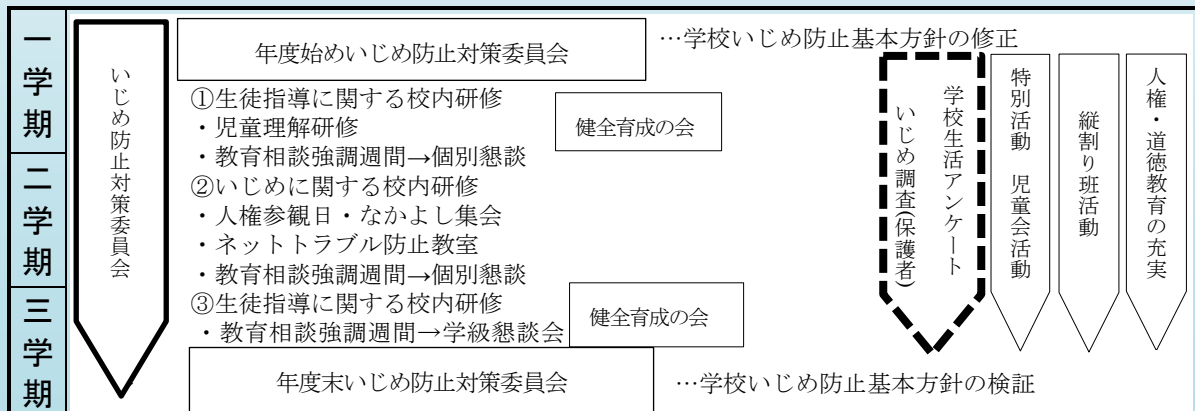 一学期
二学期
三学期
いじめ防止対策委員会
年度始めいじめ防止対策委員会
…学校いじめ防止基本方針の修正
①生徒指導に関する校内研修
・児童理解研修
・教育相談強調週間→個別懇談
健全育成の会
②いじめに関する校内研修
・人権参観日・なかよし集会
・ネットトラブル防止教室
・教育相談強調週間→個別懇談
③生徒指導に関する校内研修
・教育相談強調週間→学級懇談会
健全育成の会
年度末いじめ防止対策委員会
…学校いじめ防止基本方針の検証
学校生活アンケート
いじめ調査(保護者)
特別活動　児童会活動
縦割り班活動
人権・道徳教育の充実